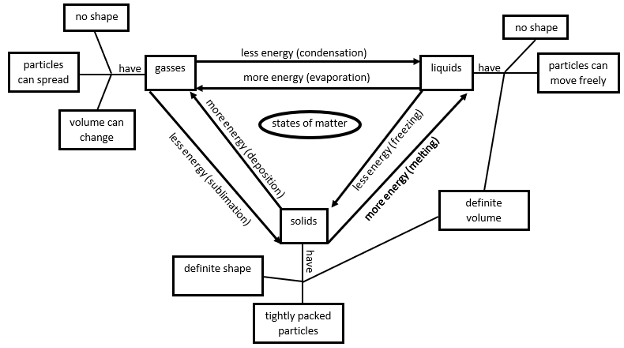 no shape
no shape
less energy (condensation)
particles
can spread
have
gasses
liquids
have
particles can
move freely
more energy (evaporation)
volume can
change
states of matter
more energy (deposition)
less energy (sublimation)
less energy (freezing)
more energy (melting)
definite
volume
solids
have
definite shape
tightly packed
particles